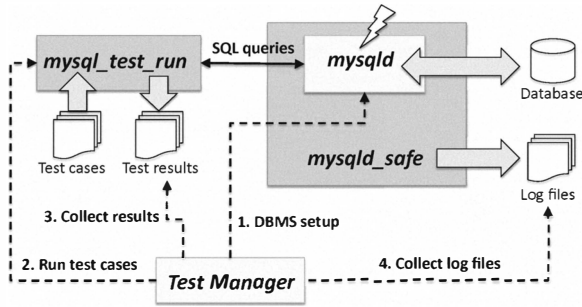 mysql_test_run
SQL queries
mysqld
Database
Test cases
Test results
mysqld_safe
Log files
3. Collect results
1. DBMS setup
2. Run test cases
4. Collect log files
Test Manager